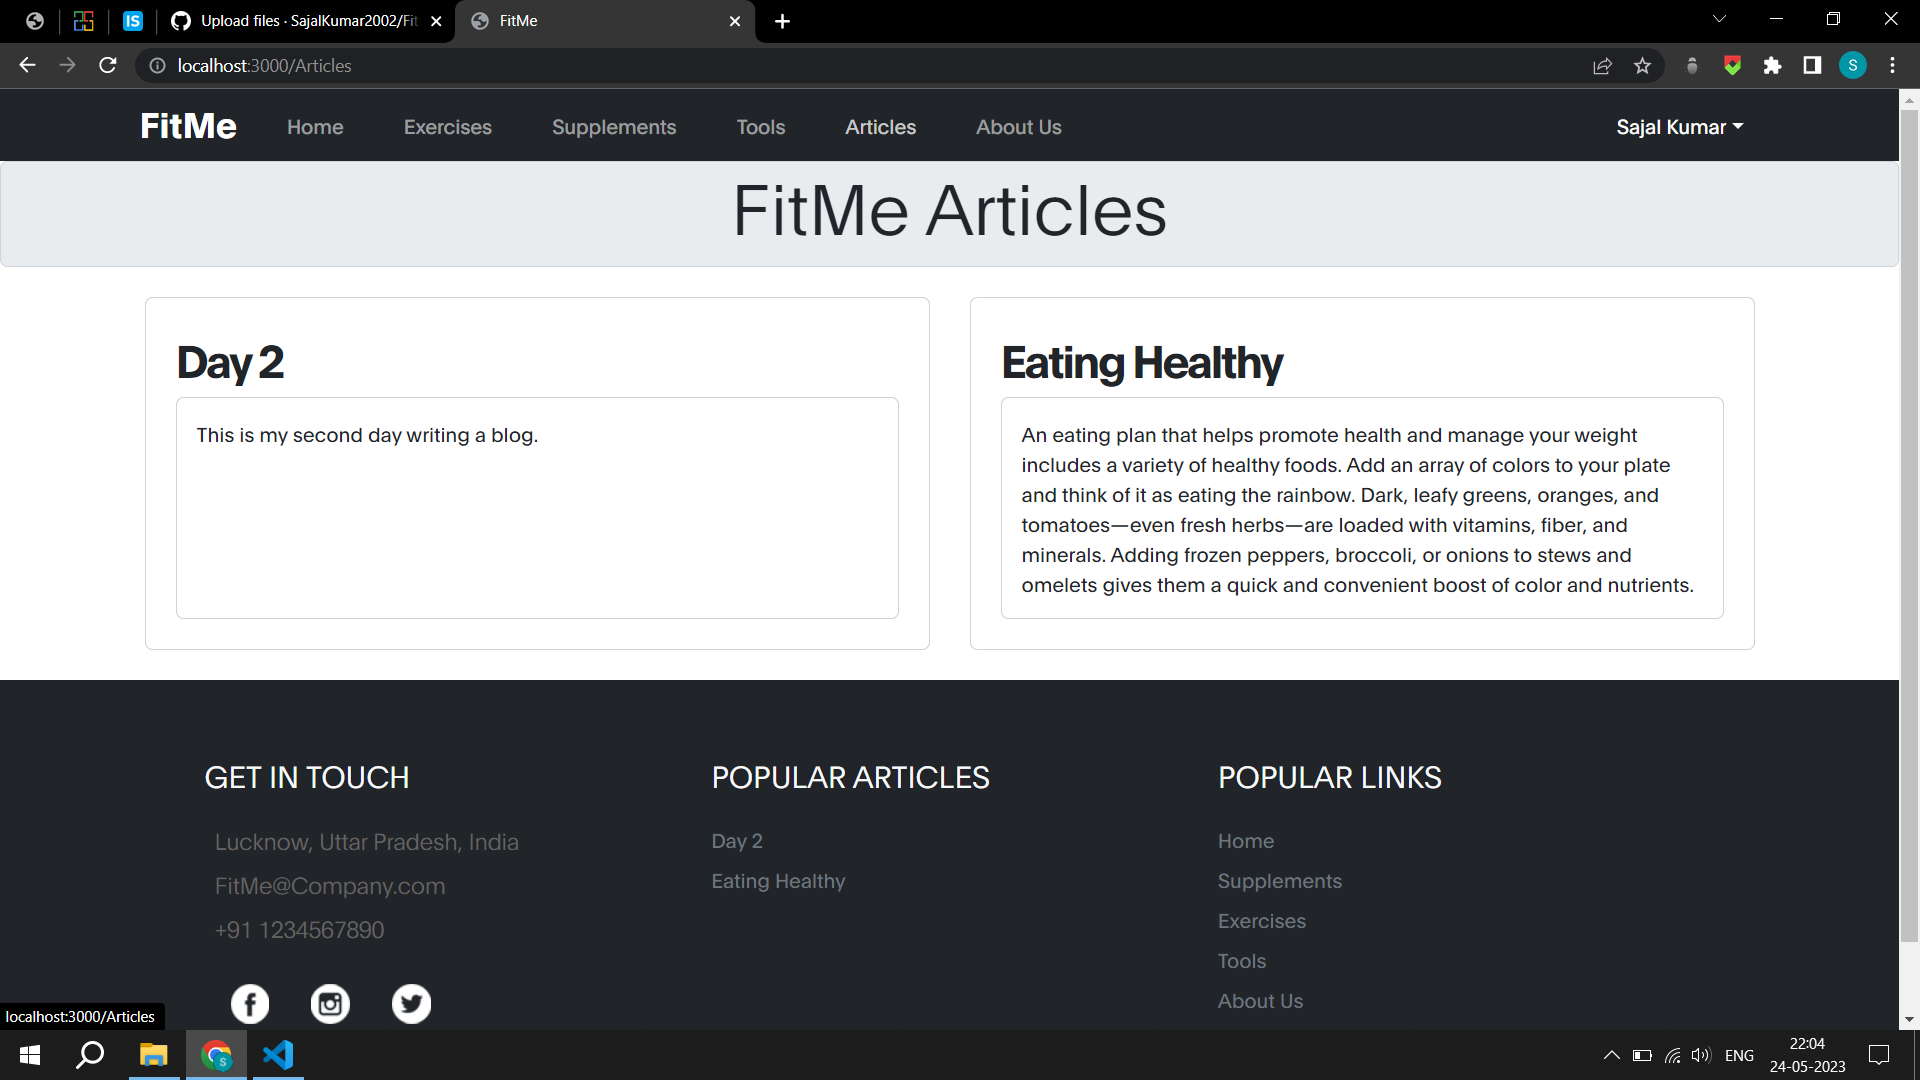 IS
Upload files · SajalKumar2002/Fit
FitMe
localhost:3000/Articles
S
FitMe
Home
Exercises
Supplements
Tools
Articles
About Us
Sajal Kumar
FitMe Articles
Day 2
This is my second day writing a blog.
Eating Healthy
An eating plan that helps promote health and manage your weight
includes a variety of healthy foods. Add an array of colors to your plate
and think of it as eating the rainbow. Dark, leafy greens, oranges, and
tomatoes—even fresh herbs—are loaded with vitamins, fiber, and
minerals. Adding frozen peppers, broccoli, or onions to stews and
omelets gives them a quick and convenient boost of color and nutrients.
GET IN TOUCH
Lucknow, Uttar Pradesh, India
FitMe@Company.com
+91 1234567890
POPULAR ARTICLES
Day 2
Eating Healthy
POPULAR LINKS
Home
Supplements
Exercises
Tools
About Us
localhost:3000/Articles
S
ENG
22:04
24-05-2023